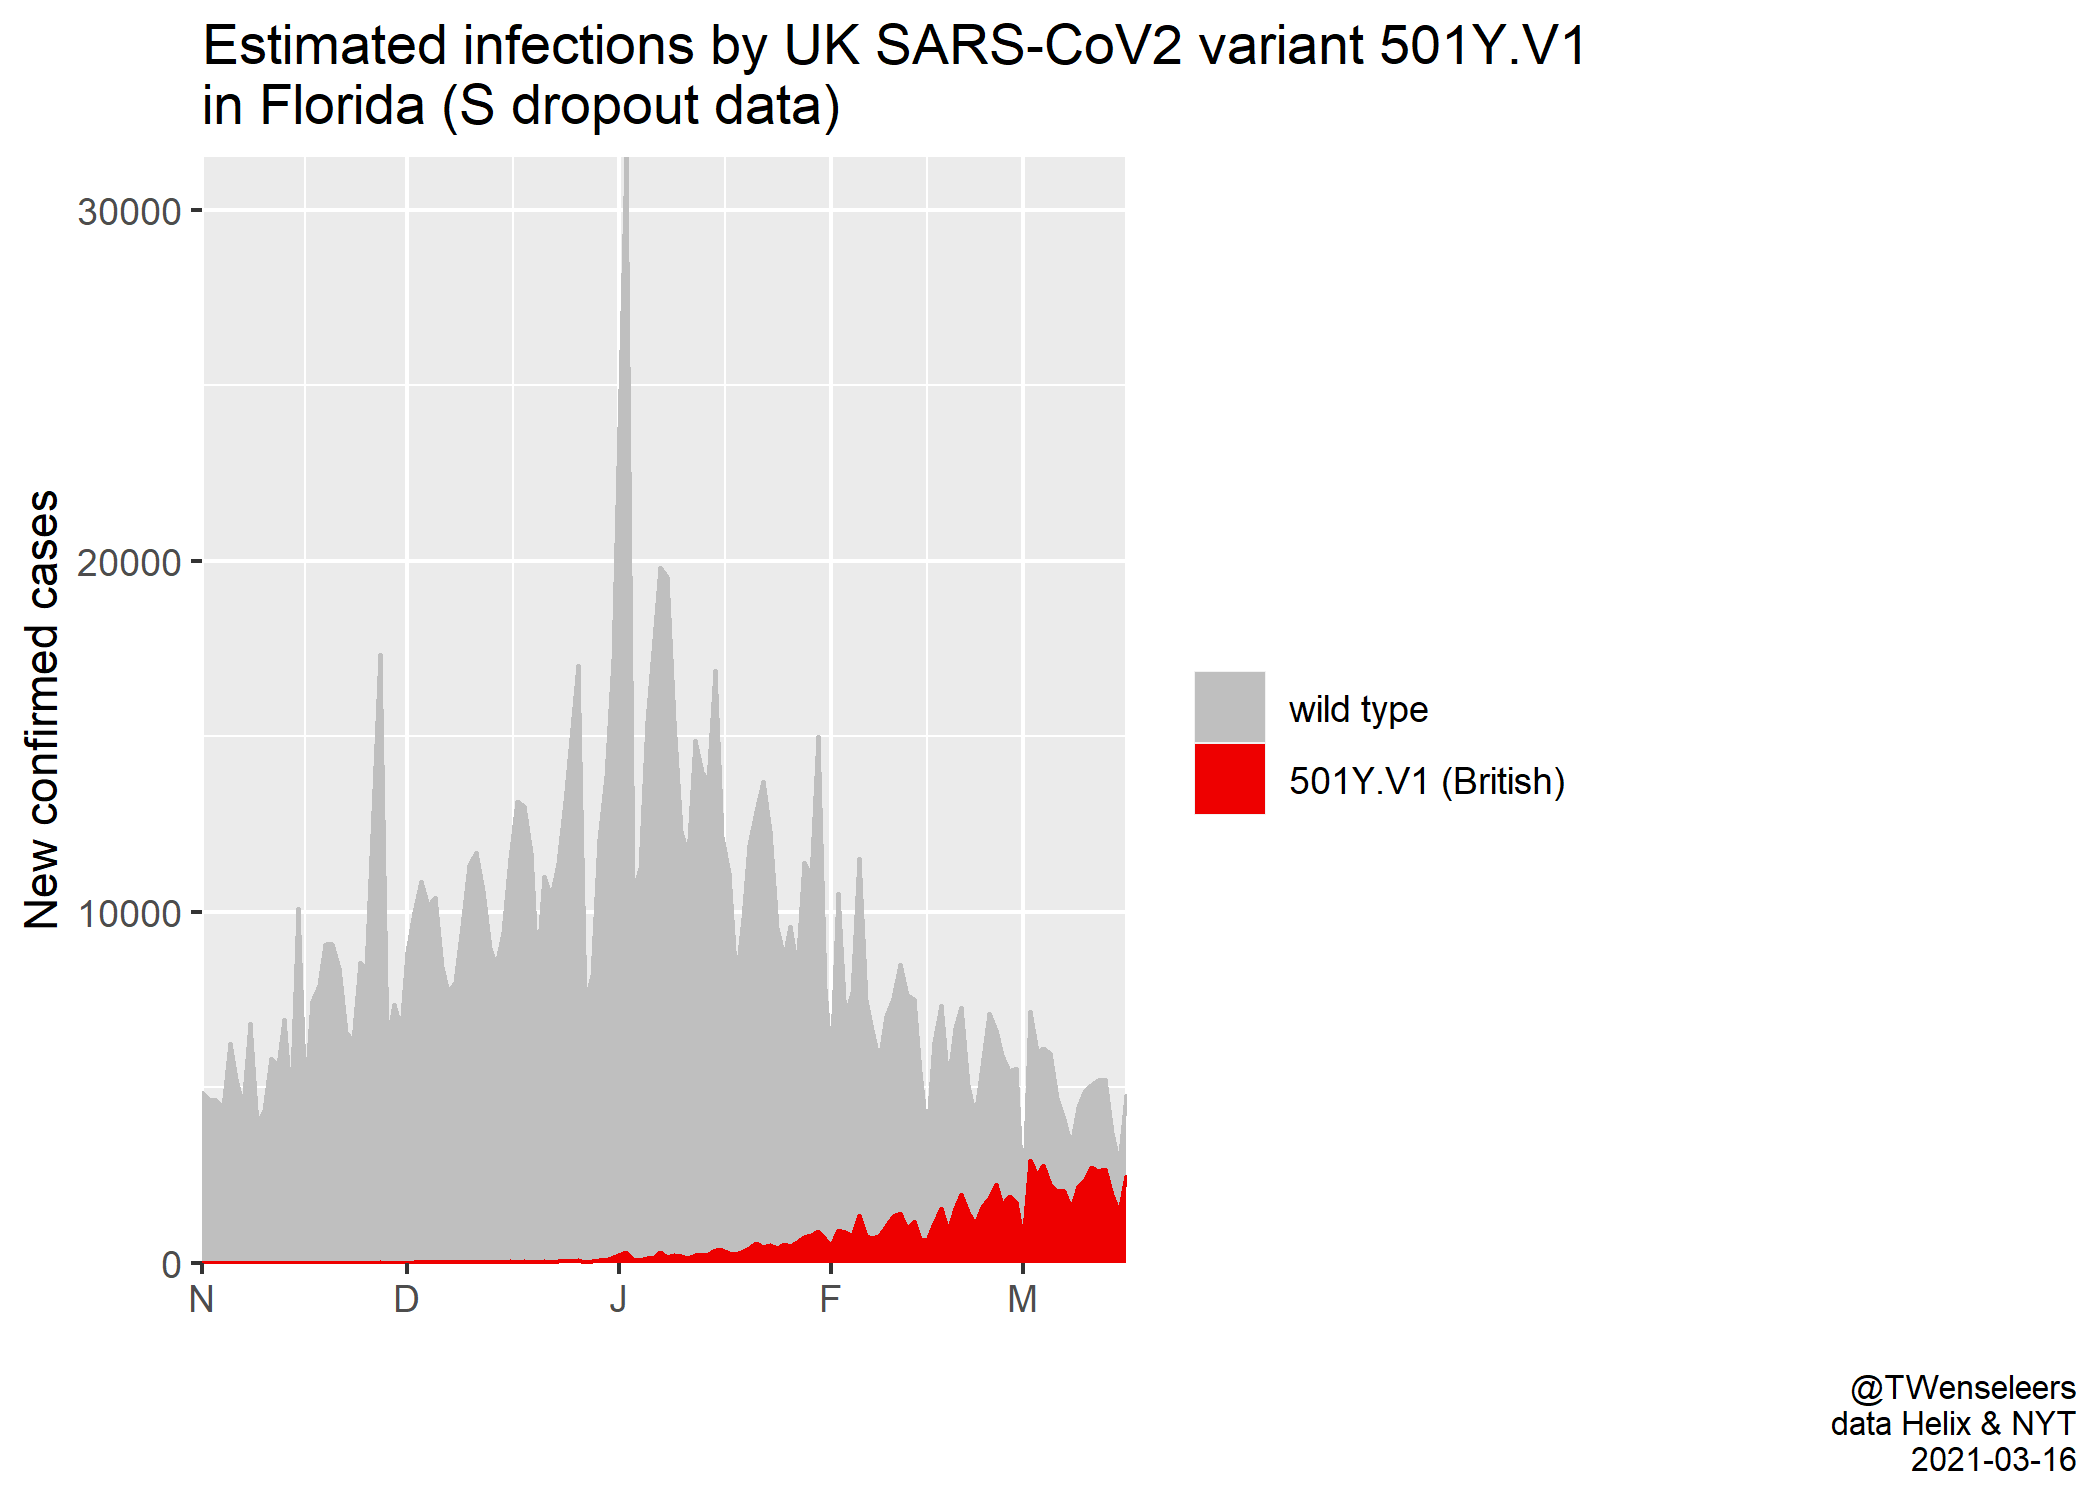 Estimated infections by UK SARS-CoV2 variant 501Y.V1
in Florida (S dropout data)
New confirmed cases
30000
20000
10000
0
N
D
J
F
M
wild type
501Y.V1 (British)
@TWenseleers
data Helix & NYT
2021-03-16